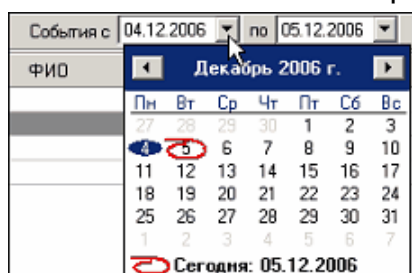 События с 04.12.2006 по 05.12.2006
ФИО
Декабрь 2006 г.
Пн Вт Ср Чт Пт Сб Вс
27 28 29 30 1 2 3
4 5 6 7 8 9 10
11 12 13 14 15 16 17
18 19 20 21 22 23 24
25 26 27 28 29 30 31
1 2 3 4 5 6 7
Сегодня: 05.12.2006